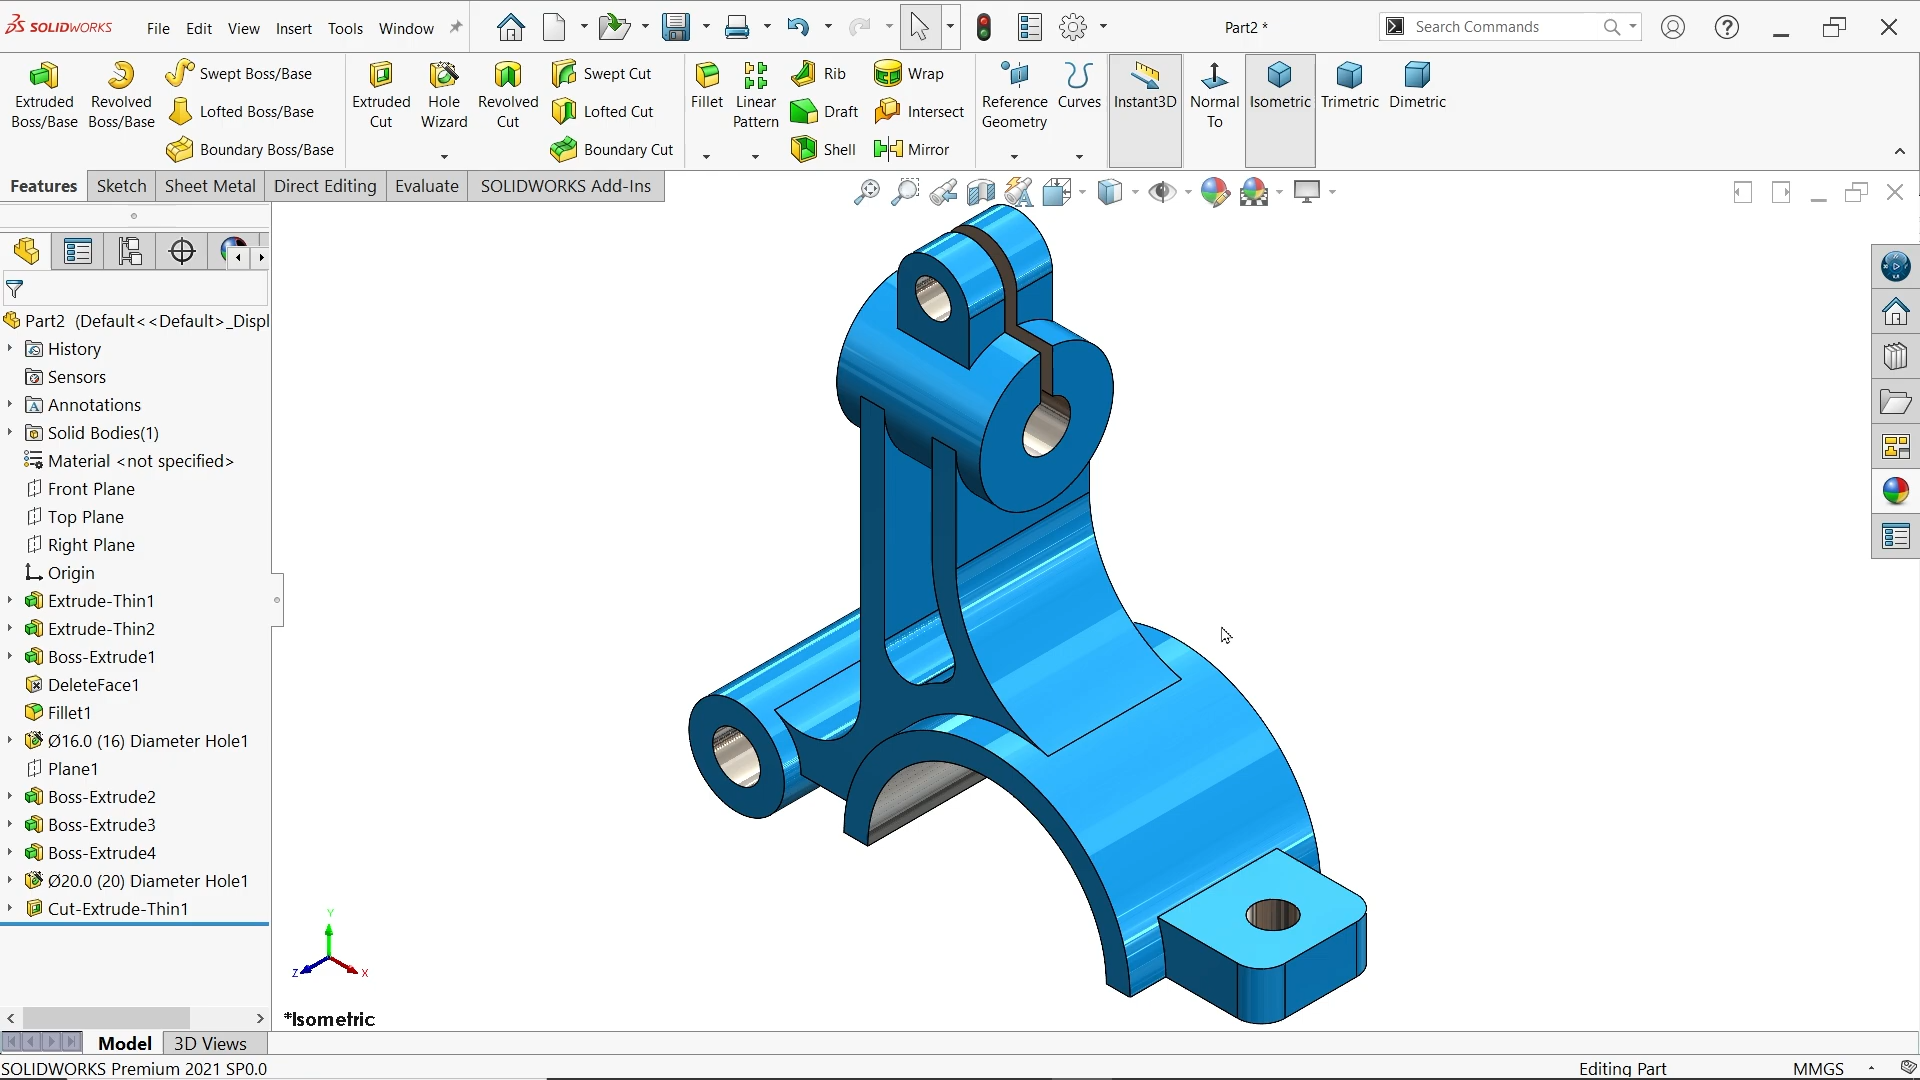 SOLIDWORKS File Edit View Insert Tools Window Part2 * Search Commands
Extruded Boss/Base
Revolved Boss/Base
Swept Boss/Base
Lofted Boss/Base
Boundary Boss/Base
Extruded Cut
Hole Wizard
Revolved Cut
Swept Cut
Lofted Cut
Boundary Cut
Fillet
Linear Pattern
Rib
Draft
Shell
Wrap
Intersect
Mirror
Reference Geometry
Curves
Instant3D
Normal To
Isometric
Trimetric
Dimetric
Features Sketch Sheet Metal Direct Editing Evaluate SOLIDWORKS Add-Ins
Part2 (Default<<Default>_Displ
History
Sensors
Annotations
Solid Bodies(1)
Material <not specified>
Front Plane
Top Plane
Right Plane
Origin
Extrude-Thin1
Extrude-Thin2
Boss-Extrude1
DeleteFace1
Fillet1
Ø16.0 (16) Diameter Hole1
Plane1
Boss-Extrude2
Boss-Extrude3
Boss-Extrude4
Ø20.0 (20) Diameter Hole1
Cut-Extrude-Thin1
Y
Z X
*Isometric
Model 3D Views
SOLIDWORKS Premium 2021 SP0.0 Editing Part MMGS